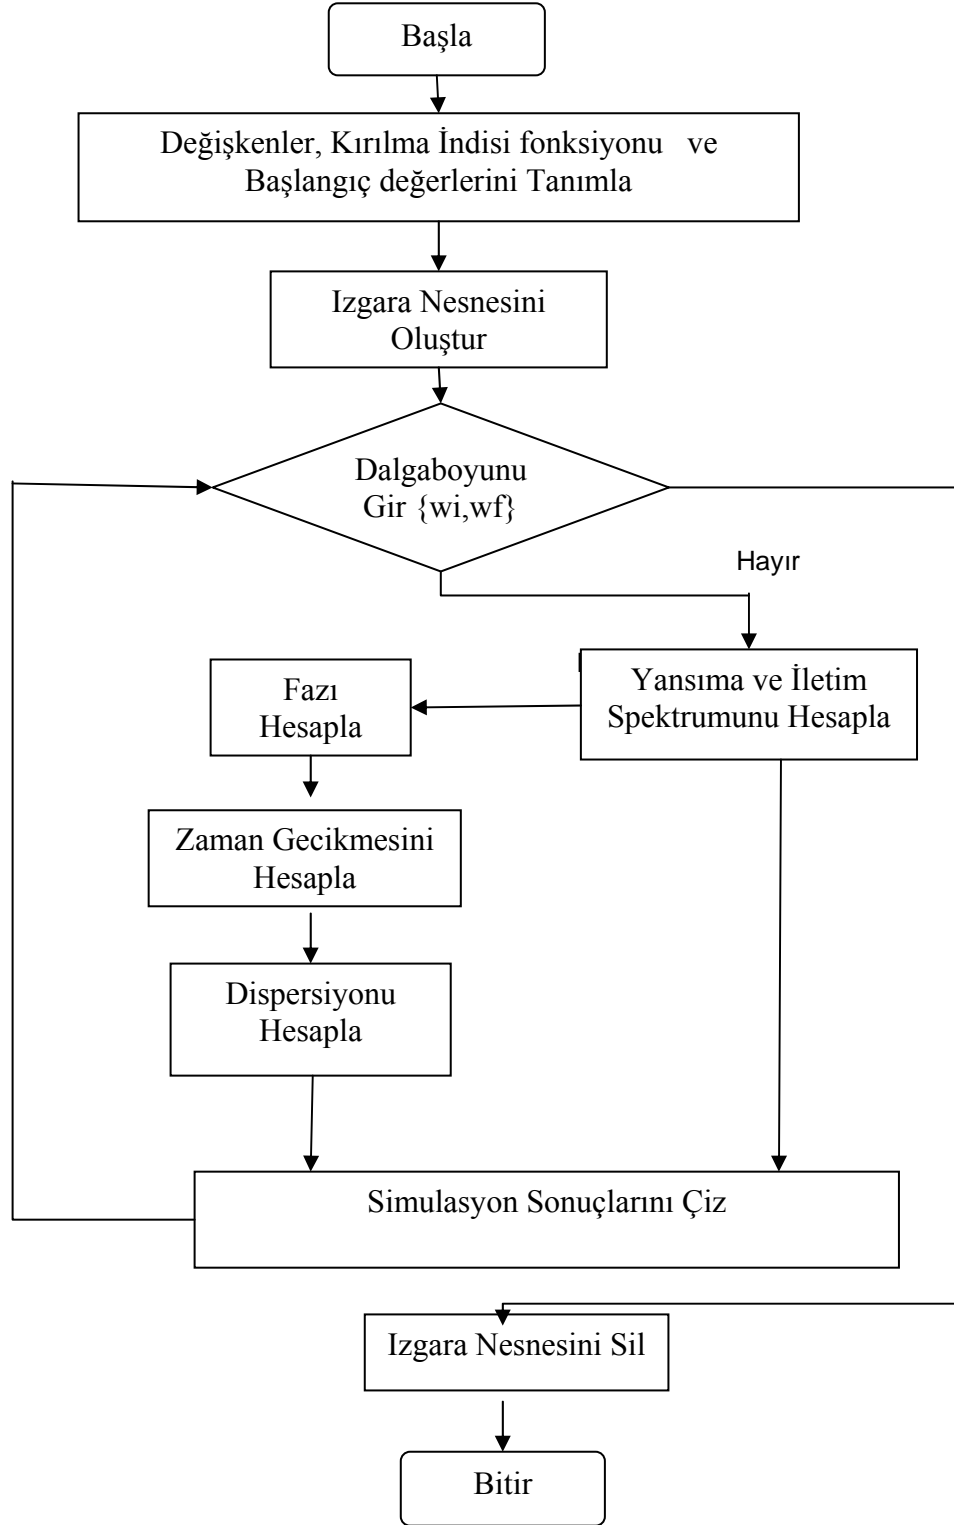 Başla
Değişkenler, Kırılma İndisi fonksiyonu ve
Başlangıç değerlerini Tanımla
Izgara Nesnesini
Oluştur
Dalgaboyunu
Gir {wi,wf}
Hayır
Yansıma ve İletim
Spektrumunu Hesapla
Fazı
Hesapla
Zaman Gecikmesini
Hesapla
Dispersiyonu
Hesapla
Simulasyon Sonuçlarını Çiz
Izgara Nesnesini Sil
Bitir